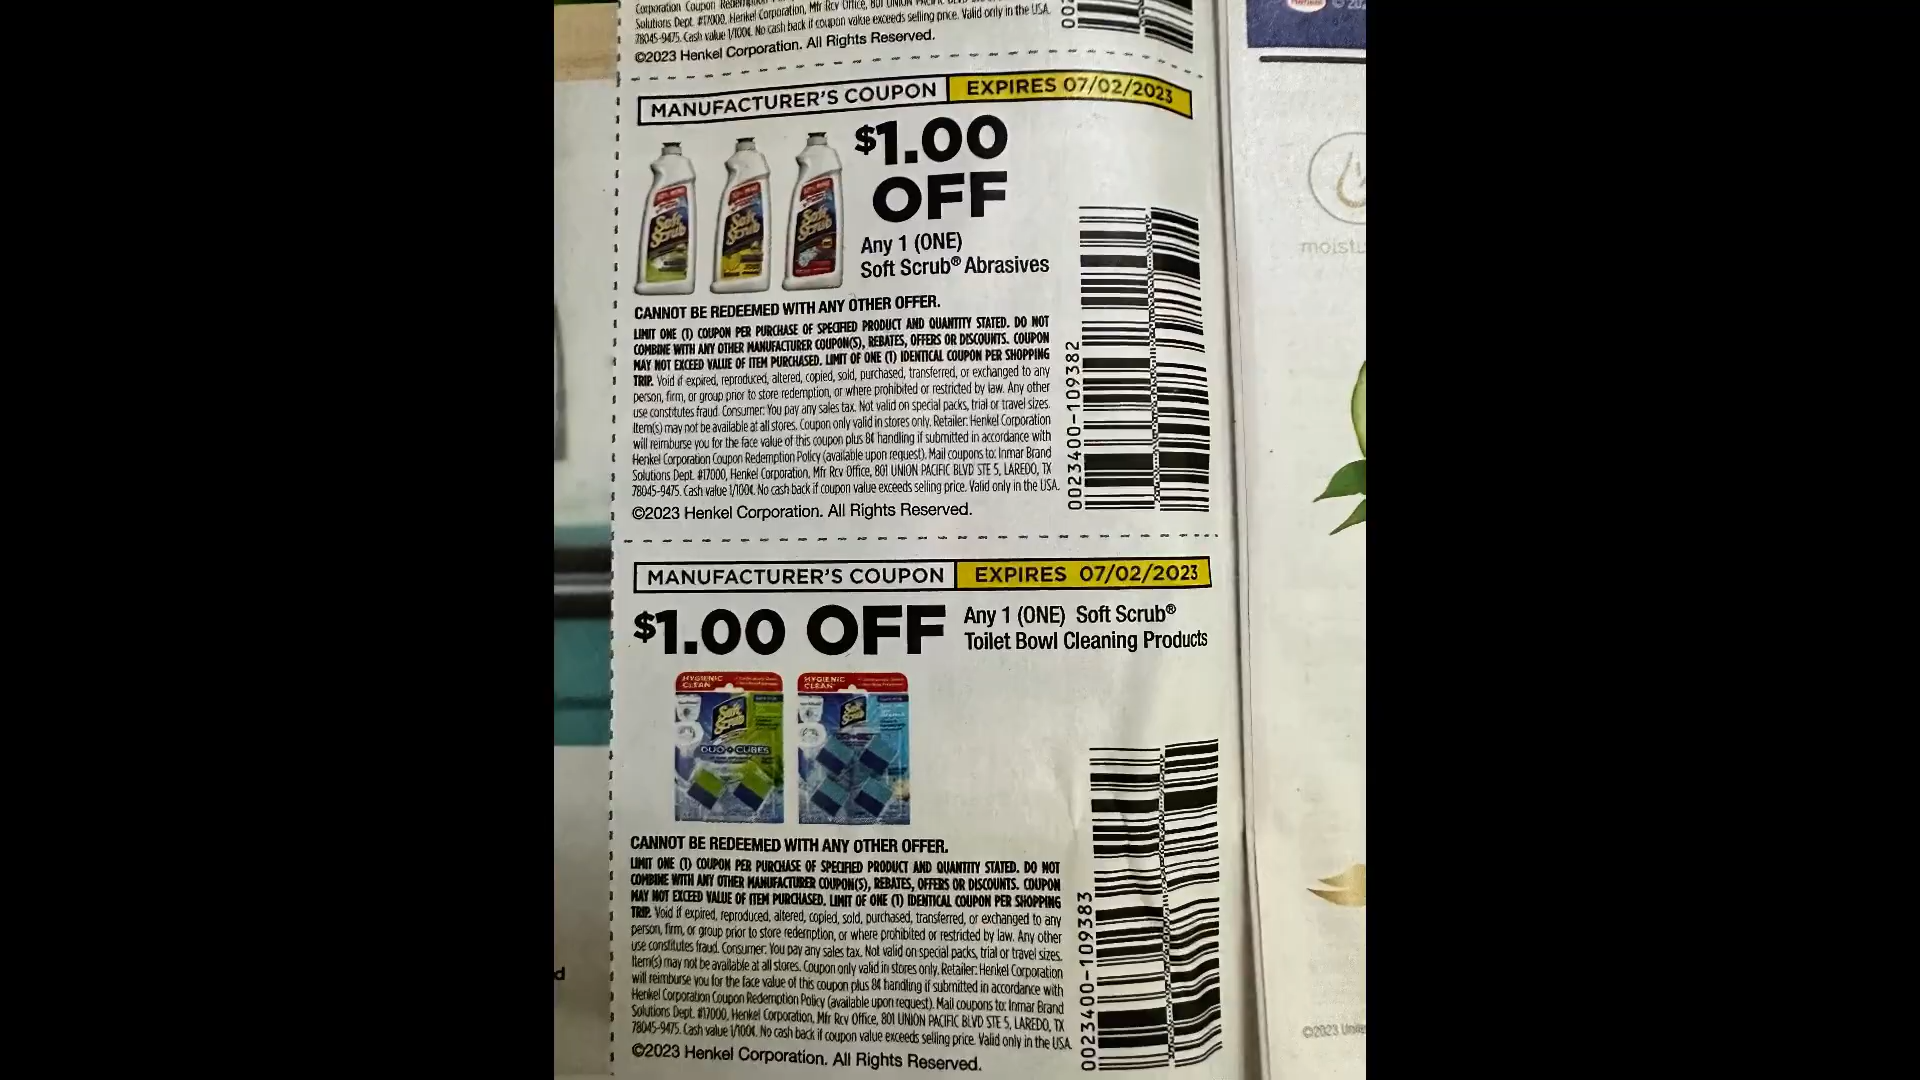 Solutions Dept. #17000, Henkel Corporation, Mfr Rcv Office, 801 UNION PACIFIC BLVD STE 5, LAREDO, TX
78045-9475. Cash value 1/100¢. No cash back if coupon value exceeds selling price. Valid only in the USA.
©2023 Henkel Corporation. All Rights Reserved.
MANUFACTURER'S COUPON EXPIRES 07/02/2023
$1.00
OFF
Any 1 (ONE)
Soft Scrub® Abrasives
Soft Scrub
Soft Scrub
Soft Scrub
CANNOT BE REDEEMED WITH ANY OTHER OFFER.
LIMIT ONE (1) COUPON PER PURCHASE OF SPECIFIED PRODUCT AND QUANTITY STATED. DO NOT
COMBINE WITH ANY OTHER MANUFACTURER COUPON(S), REBATES, OFFERS OR DISCOUNTS. COUPON
MAY NOT EXCEED VALUE OF ITEM PURCHASED. LIMIT OF ONE (1) IDENTICAL COUPON PER SHOPPING
TRIP. Void if expired, reproduced, altered, copied, sold, purchased, transferred, or exchanged to any
person, firm, or group prior to store redemption, or where prohibited or restricted by law. Any other
use constitutes fraud. Consumer: You pay any sales tax. Not valid on special packs, trial or travel sizes.
Item(s) may not be available at all stores. Coupon only valid in stores only. Retailer: Henkel Corporation
will reimburse you for the face value of this coupon plus 8¢ handling if submitted in accordance with
Henkel Corporation Coupon Redemption Policy (available upon request). Mail coupons to: Inmar Brand
Solutions Dept. #17000, Henkel Corporation, Mfr Rcv Office, 801 UNION PACIFIC BLVD STE 5, LAREDO, TX
78045-9475. Cash value 1/100¢. No cash back if coupon value exceeds selling price. Valid only in the USA.
©2023 Henkel Corporation. All Rights Reserved.
0023400-109382
MANUFACTURER'S COUPON EXPIRES 07/02/2023
$1.00 OFF
Any 1 (ONE) Soft Scrub®
Toilet Bowl Cleaning Products
HYGIENIC
CLEAN
Soft Scrub
DUO CUBES
HYGIENIC
CLEAN
Soft Scrub
CANNOT BE REDEEMED WITH ANY OTHER OFFER.
LIMIT ONE (1) COUPON PER PURCHASE OF SPECIFIED PRODUCT AND QUANTITY STATED. DO NOT
COMBINE WITH ANY OTHER MANUFACTURER COUPON(S), REBATES, OFFERS OR DISCOUNTS. COUPON
MAY NOT EXCEED VALUE OF ITEM PURCHASED. LIMIT OF ONE (1) IDENTICAL COUPON PER SHOPPING
TRIP. Void if expired, reproduced, altered, copied, sold, purchased, transferred, or exchanged to any
person, firm, or group prior to store redemption, or where prohibited or restricted by law. Any other
use constitutes fraud. Consumer: You pay any sales tax. Not valid on special packs, trial or travel sizes.
Item(s) may not be available at all stores. Coupon only valid in stores only. Retailer: Henkel Corporation
will reimburse you for the face value of this coupon plus 8¢ handling if submitted in accordance with
Henkel Corporation Coupon Redemption Policy (available upon request). Mail coupons to: Inmar Brand
Solutions Dept. #17000, Henkel Corporation, Mfr Rcv Office, 801 UNION PACIFIC BLVD STE 5, LAREDO, TX
78045-9475. Cash value 1/100¢. No cash back if coupon value exceeds selling price. Valid only in the USA.
©2023 Henkel Corporation. All Rights Reserved.
0023400-109383
moistu
©2023